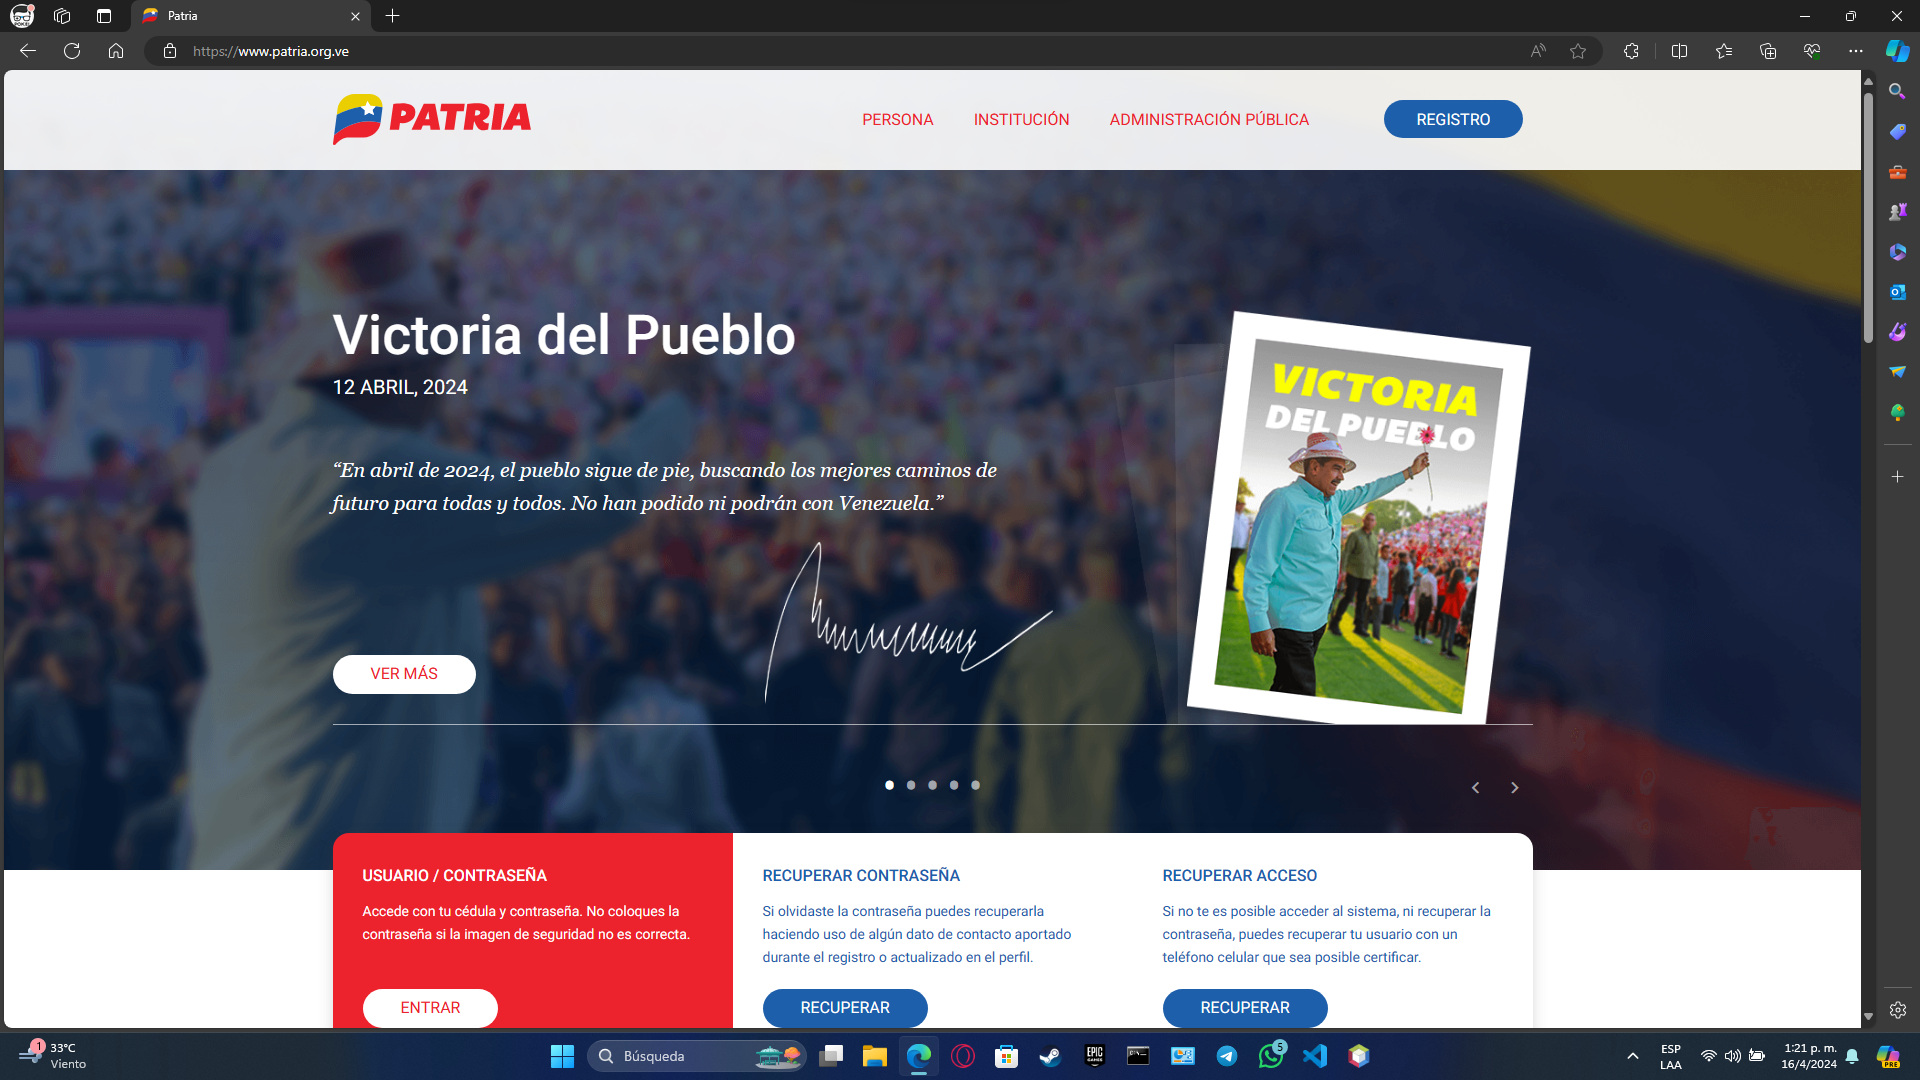 Patria
https://www.patria.org.ve
PATRIA
PERSONA
INSTITUCIÓN
ADMINISTRACIÓN PÚBLICA
REGISTRO
Victoria del Pueblo
12 ABRIL, 2024
“En abril de 2024, el pueblo sigue de pie, buscando los mejores caminos de
futuro para todas y todos. No han podido ni podrán con Venezuela.”
VER MÁS
VICTORIA
DEL PUEBLO
USUARIO / CONTRASEÑA
Accede con tu cédula y contraseña. No coloques la
contraseña si la imagen de seguridad no es correcta.
ENTRAR
RECUPERAR CONTRASEÑA
Si olvidaste la contraseña puedes recuperarla
haciendo uso de algún dato de contacto aportado
durante el registro o actualizado en el perfil.
RECUPERAR
RECUPERAR ACCESO
Si no te es posible acceder al sistema, ni recuperar la
contraseña, puedes recuperar tu usuario con un
teléfono celular que sea posible certificar.
RECUPERAR
1
33°C
Viento
Búsqueda
EPIC
GAMES
5
ESP
LAA
1:21 p. m.
16/4/2024
PRE